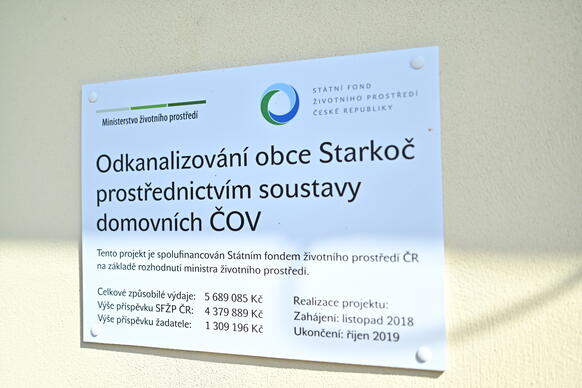 Ministerstvo životního prostředí
STÁTNÍ FOND
ŽIVOTNÍHO PROSTŘEDÍ
ČESKÉ REPUBLIKY
Odkanalizování obce Starkoč
prostřednictvím soustavy
domovních ČOV
Tento projekt je spolufinancován Státním fondem životního prostředí ČR
na základě rozhodnutí ministra životního prostředí.
Celkové způsobilé výdaje: 5 689 085 Kč
Výše příspěvku SFŽP ČR: 4 379 889 Kč
Výše příspěvku žadatele: 1 309 196 Kč
Realizace projektu:
Zahájení: listopad 2018
Ukončení: říjen 2019